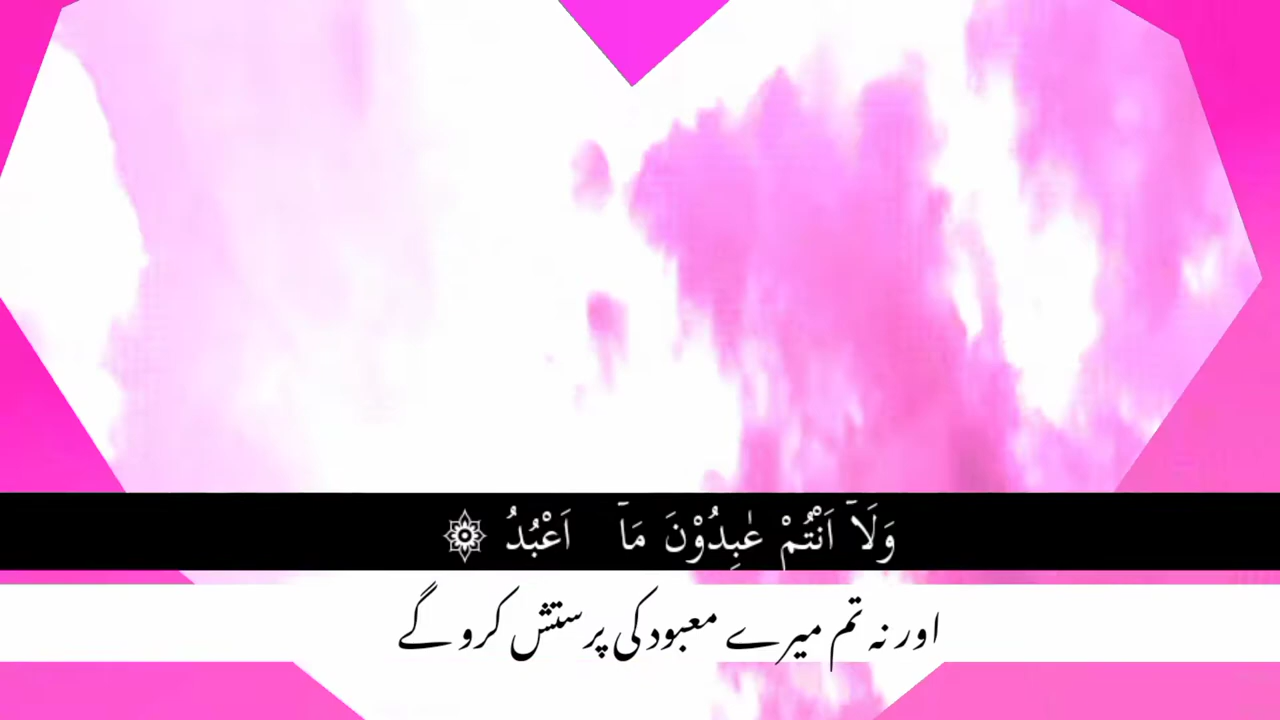 وَلَاۤ اَنْتُمْ عٰبِدُوْنَ مَاۤ اَعْبُدُ ۞
اور نہ تم میرے معبود کی پرستش کرو گے